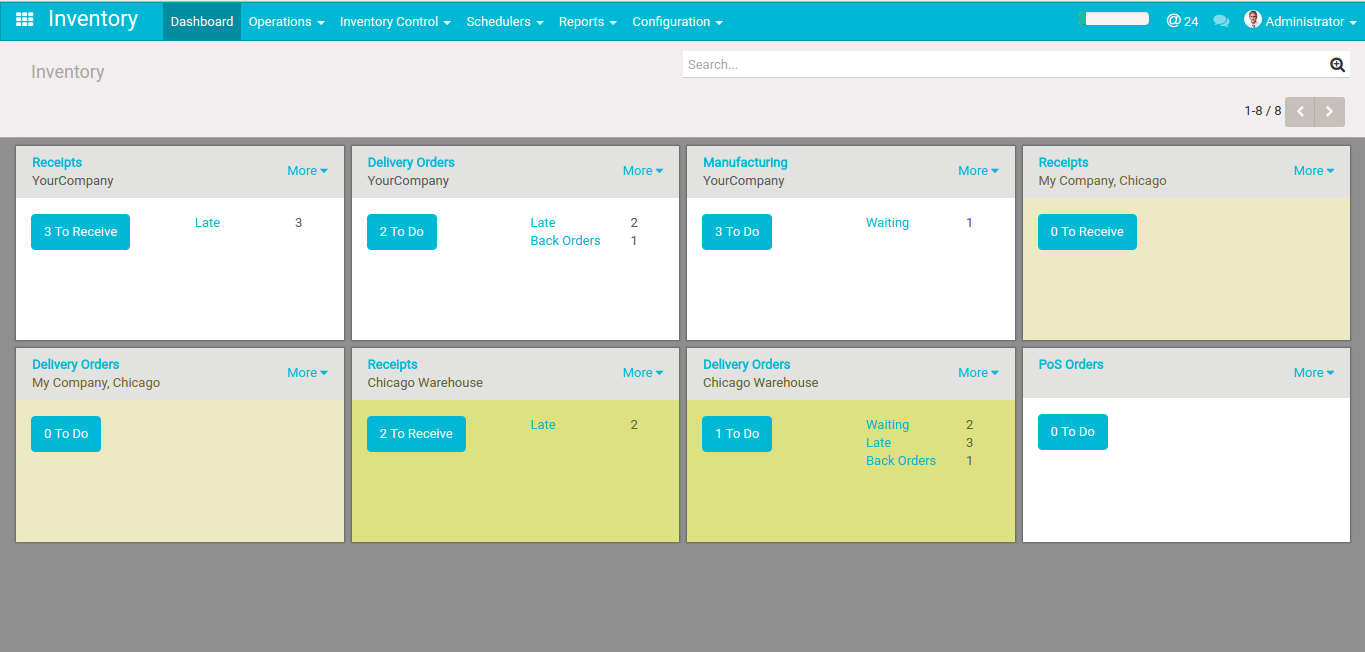 Inventory Dashboard Operations Inventory Control Schedulers Reports Configuration @ 24 Administrator
Inventory
Search...
1-8 / 8
Receipts
YourCompany
More
3 To Receive
Late 3
Delivery Orders
YourCompany
More
2 To Do
Late 2
Back Orders 1
Manufacturing
YourCompany
More
3 To Do
Waiting 1
Receipts
My Company, Chicago
More
0 To Receive
Delivery Orders
My Company, Chicago
More
0 To Do
Receipts
Chicago Warehouse
More
2 To Receive
Late 2
Delivery Orders
Chicago Warehouse
More
1 To Do
Waiting 2
Late 3
Back Orders 1
PoS Orders
More
0 To Do